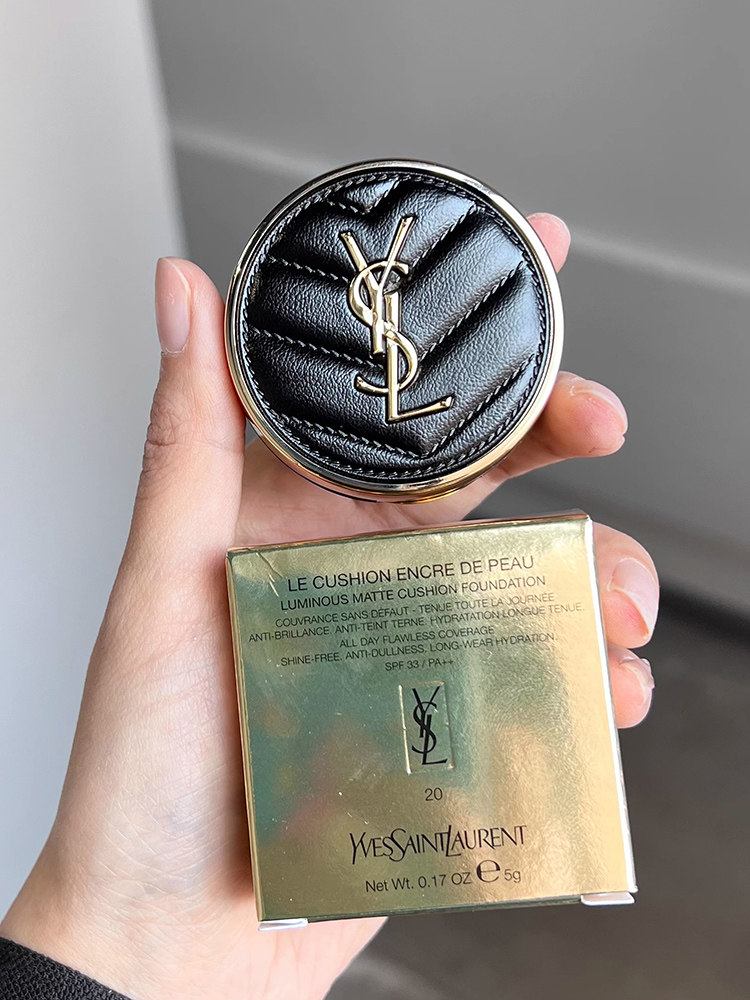 YSL
LE CUSHION ENCRE DE PEAU
LUMINOUS MATTE CUSHION FOUNDATION
COUVRANCE SANS DÉFAUT - TENUE TOUTE LA JOURNÉE
ANTI-BRILLANCE. ANTI-TEINT TERNE. HYDRATATION LONGUE TENUE.
ALL DAY FLAWLESS COVERAGE
SHINE-FREE. ANTI-DULLNESS. LONG-WEAR HYDRATION.
SPF 33 / PA++
YSL
20
YVESSAINTLAURENT
Net Wt. 0.17 OZ ℮ 5g